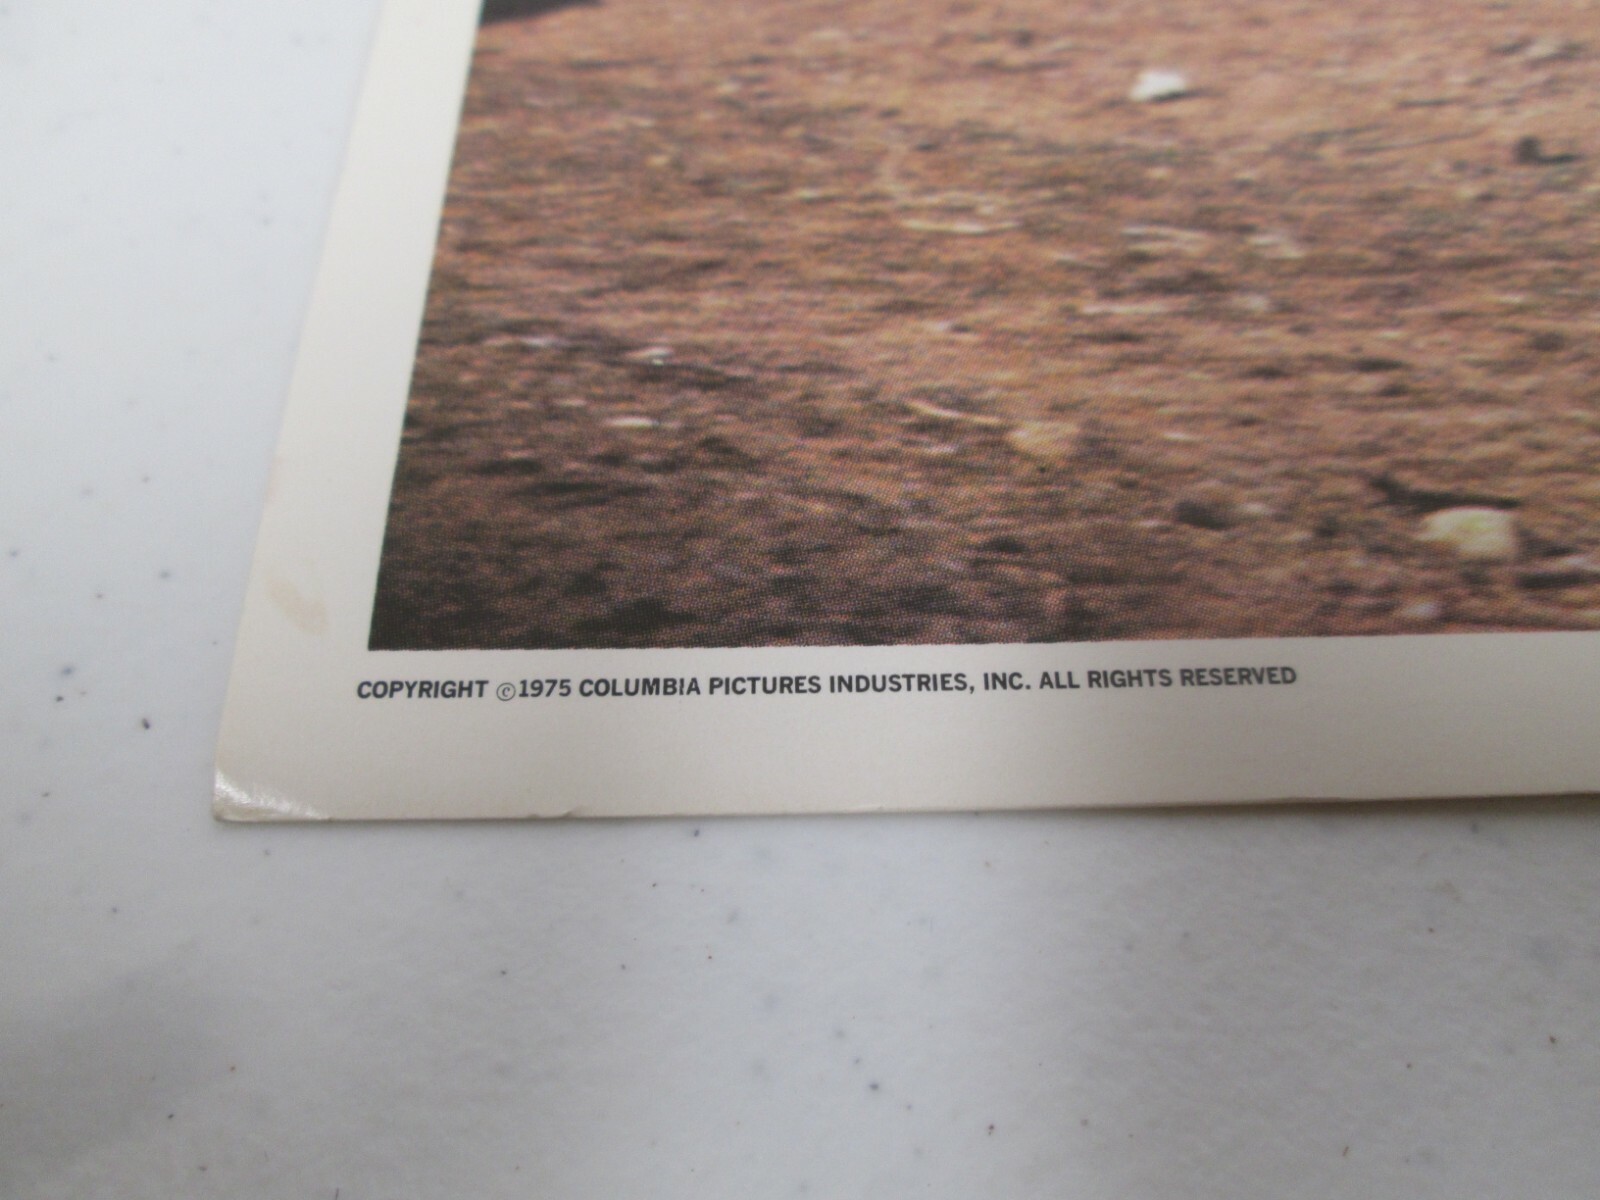 COPYRIGHT ©1975 COLUMBIA PICTURES INDUSTRIES, INC. ALL RIGHTS RESERVED